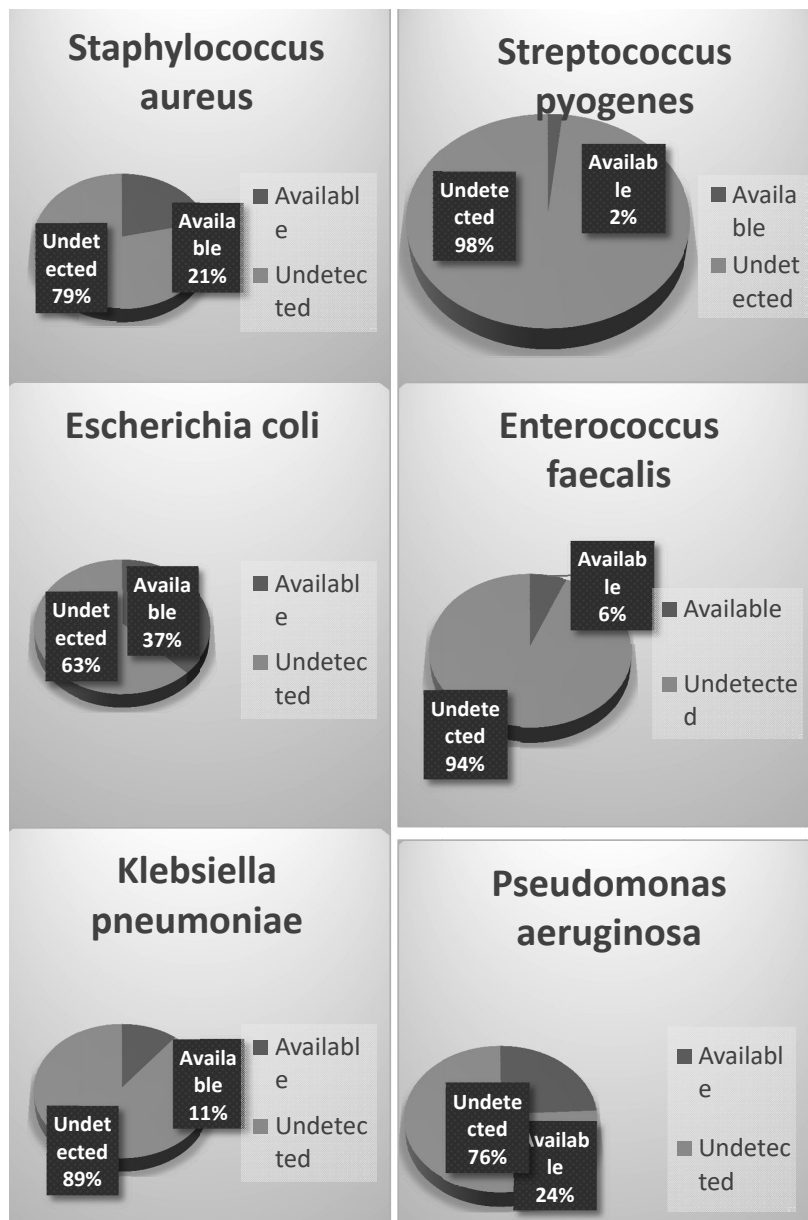 Staphylococcus
aureus
Undet
ected
79%
Availa
ble
21%
Availabl
e
Undetec
ted
Streptococcus
pyogenes
Undete
cted
98%
Availab
le
2%
Availa
ble
Undet
ected
Escherichia coli
Undet
ected
63%
Availa
ble
37%
Availabl
e
Undetec
ted
Enterococcus
faecalis
Availab
le
6%
Undete
cted
94%
Available
Undetecte
d
Klebsiella
pneumoniae
Undet
ected
89%
Availa
ble
11%
Availabl
e
Undetec
ted
Pseudomonas
aeruginosa
Undete
cted
76%
Availab
le
24%
Availabl
e
Undetec
ted